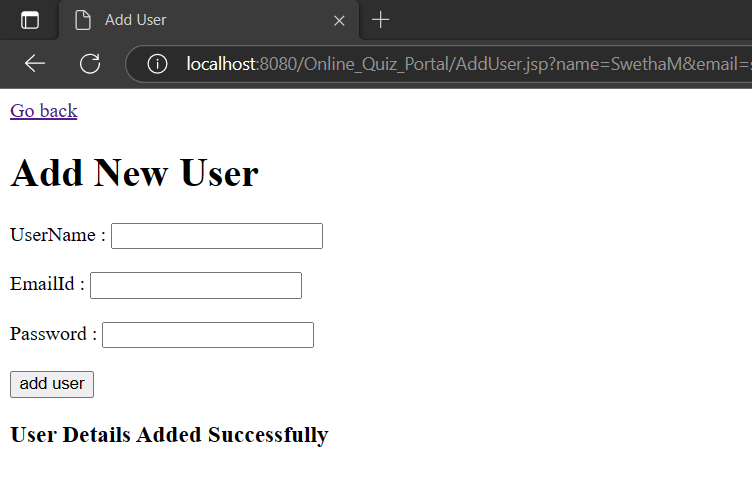 Add User
localhost:8080/Online_Quiz_Portal/AddUser.jsp?name=SwethaM&email=
Go back
Add New User
UserName :
EmailId :
Password :
add user
User Details Added Successfully